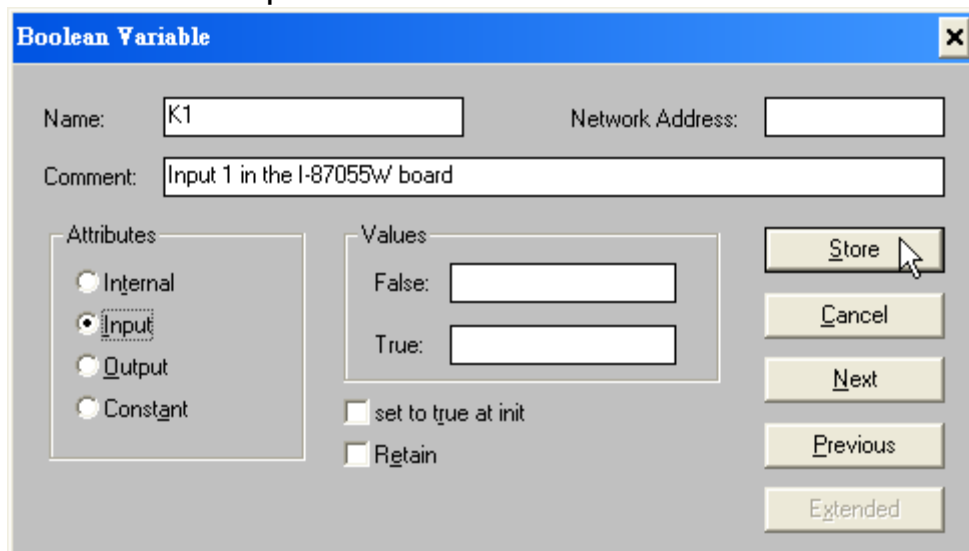 Boolean Variable
Name: K1 Network Address:
Comment: Input 1 in the I-87055W board
Attributes
Internal
Input
Output
Constant
Values
False:
True:
set to true at init
Retain
Store
Cancel
Next
Previous
Extended